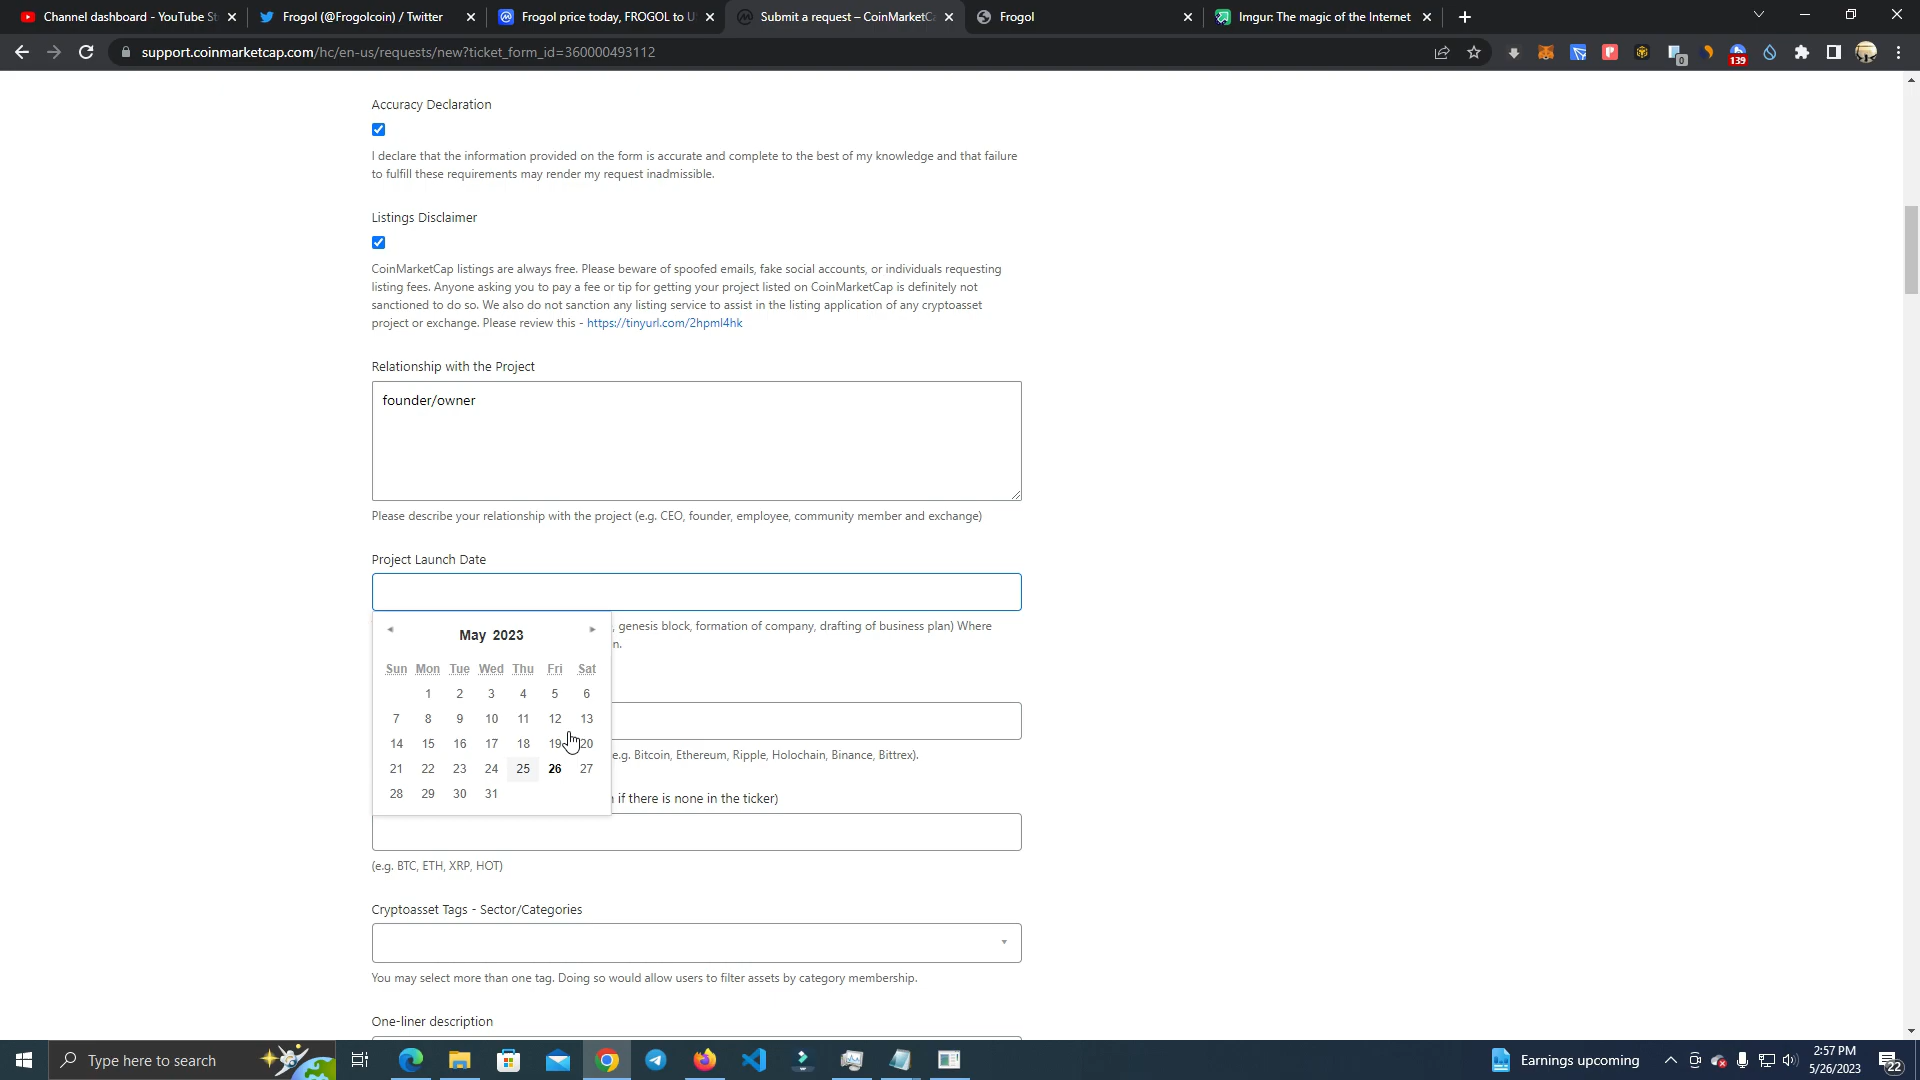 Channel dashboard - YouTube St
Frogol (@Frogolcoin) / Twitter
Frogol price today, FROGOL to U
Submit a request – CoinMarketCa
Frogol
Imgur: The magic of the Internet
support.coinmarketcap.com/hc/en-us/requests/new?ticket_form_id=360000493112
0
139
Accuracy Declaration
I declare that the information provided on the form is accurate and complete to the best of my knowledge and that failure
to fulfill these requirements may render my request inadmissible.
Listings Disclaimer
CoinMarketCap listings are always free. Please beware of spoofed emails, fake social accounts, or individuals requesting
listing fees. Anyone asking you to pay a fee or tip for getting your project listed on CoinMarketCap is definitely not
sanctioned to do so. We also do not sanction any listing service to assist in the listing application of any cryptoasset
project or exchange. Please review this - https://tinyurl.com/2hpml4hk
Relationship with the Project
founder/owner
Please describe your relationship with the project (e.g. CEO, founder, employee, community member and exchange)
Project Launch Date
, genesis block, formation of company, drafting of business plan) Where
n.
May 2023
Sun Mon Tue Wed Thu Fri Sat
1 2 3 4 5 6
7 8 9 10 11 12 13
14 15 16 17 18 19 20
21 22 23 24 25 26 27
28 29 30 31
e.g. Bitcoin, Ethereum, Ripple, Holochain, Binance, Bittrex).
if there is none in the ticker)
(e.g. BTC, ETH, XRP, HOT)
Cryptoasset Tags - Sector/Categories
You may select more than one tag. Doing so would allow users to filter assets by category membership.
One-liner description
Type here to search
Earnings upcoming
2:57 PM
5/26/2023
22